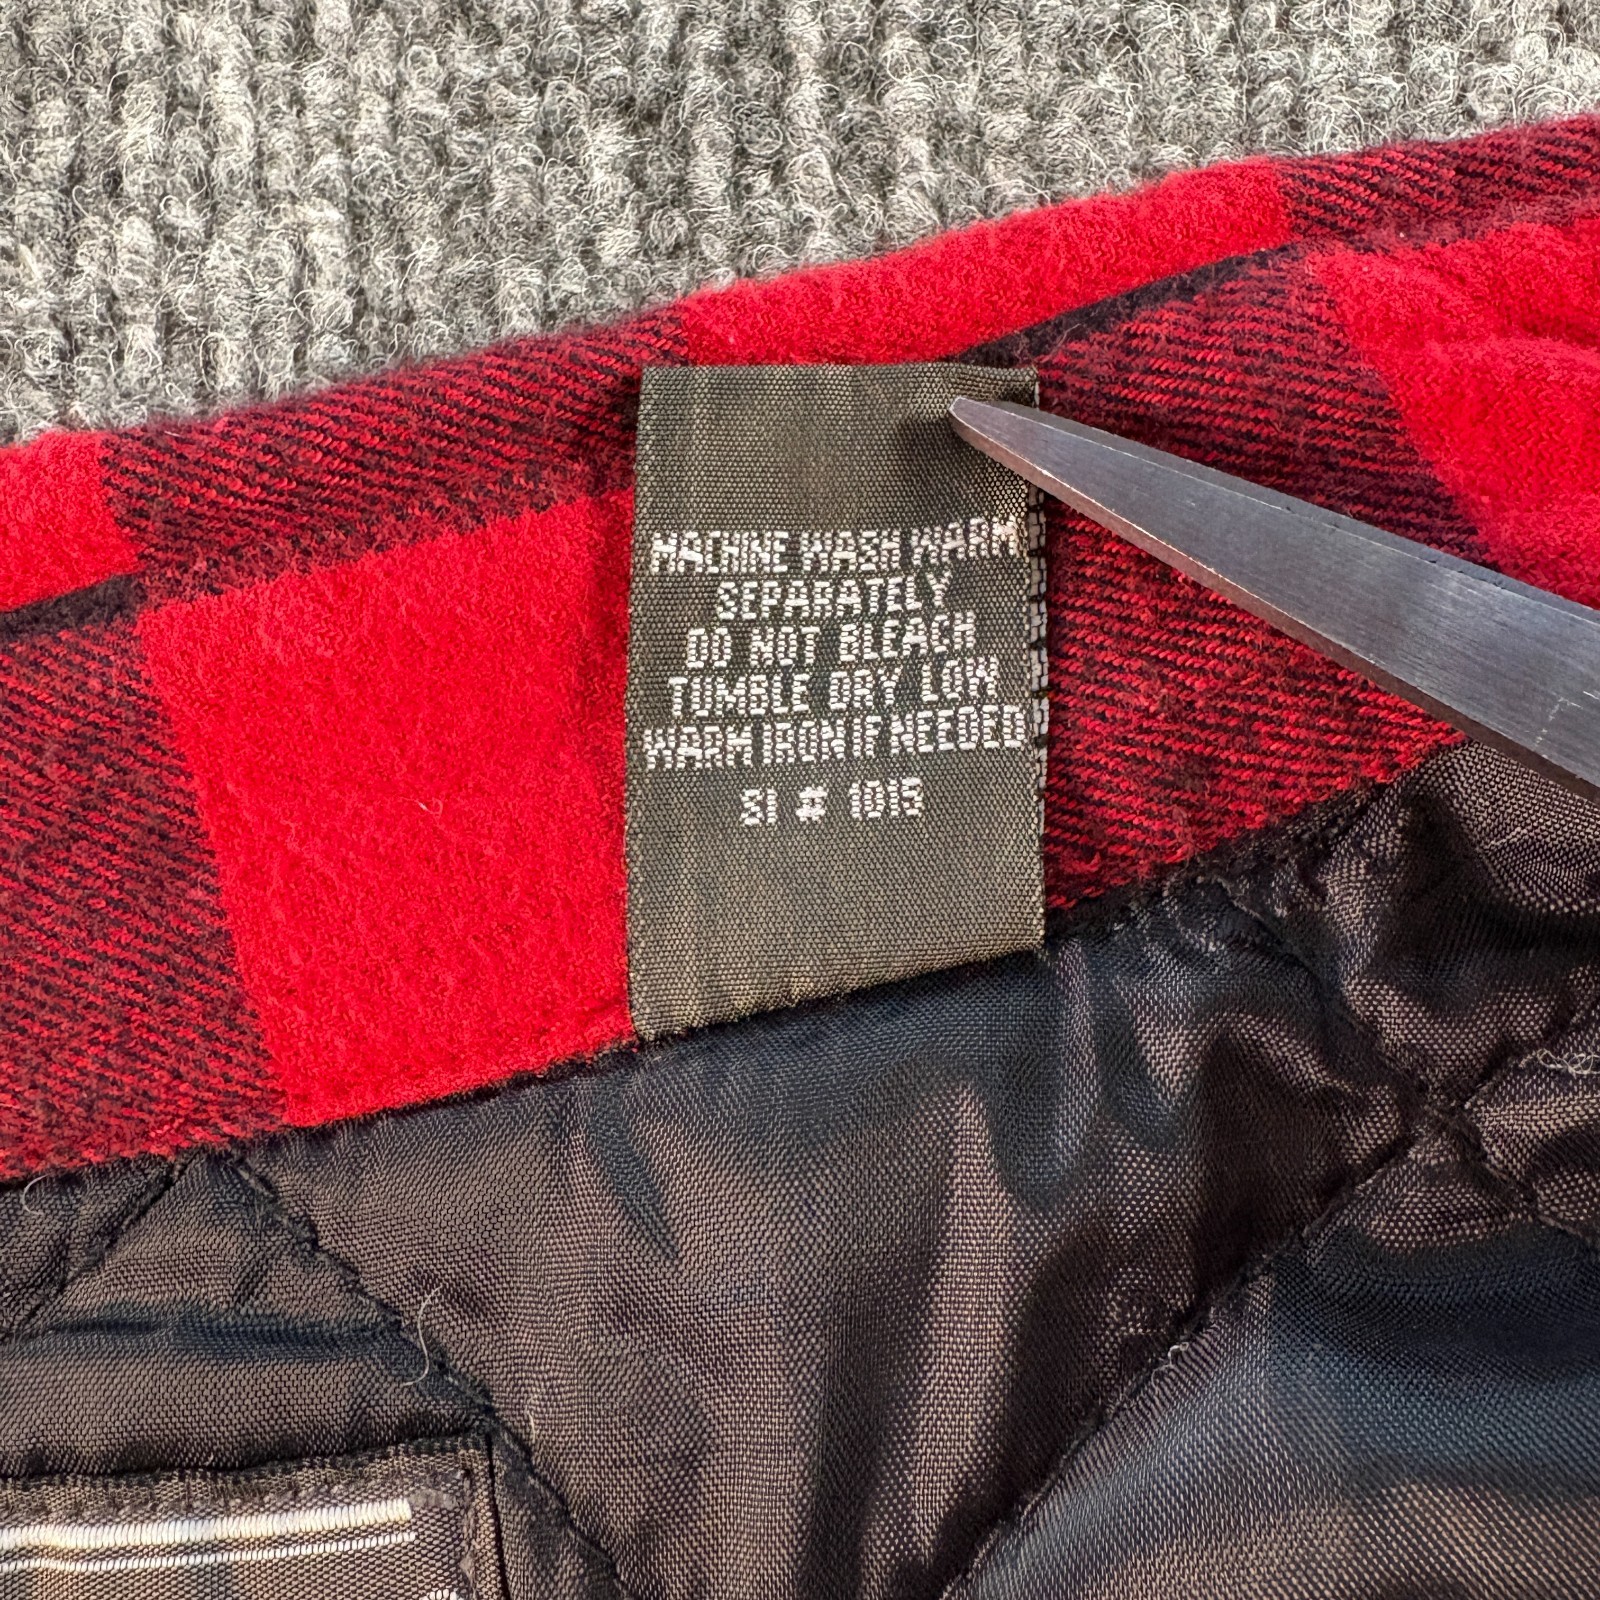 MACHINE WASH WARM
SEPARATELY
DO NOT BLEACH
TUMBLE DRY LOW
WARM IRON IF NEEDED
SI # 1015